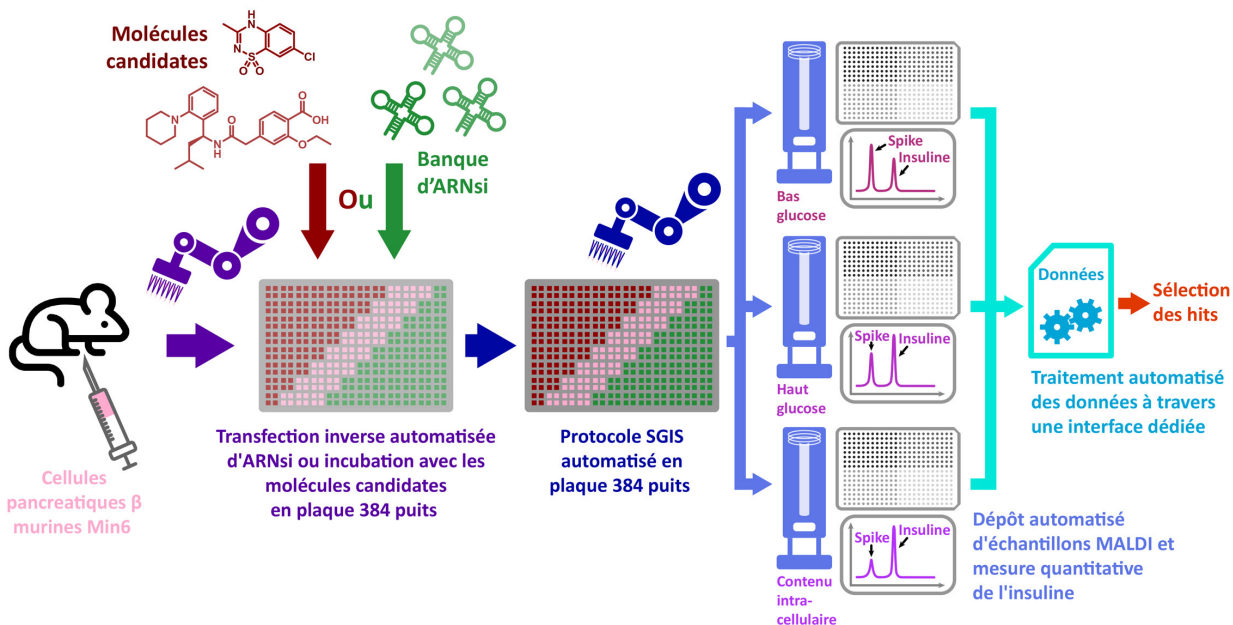 Molécules
candidates
H
N
N
S
O
O
Cl
N
N
H
O
O
OH
O
Banque
d'ARNsi
Ou
Cellules
pancreatiques β
murines Min6
Transfection inverse automatisée
d'ARNsi ou incubation avec les
molécules candidates
en plaque 384 puits
Protocole SGIS
automatisé en
plaque 384 puits
Bas
glucose
Spike
Insuline
Haut
glucose
Spike
Insuline
Contenu
intra-
cellulaire
Spike
Insuline
Dépôt automatisé
d'échantillons MALDI et
mesure quantitative
de l'insuline
Données
Traitement automatisé
des données à travers
une interface dédiée
Sélection
des hits